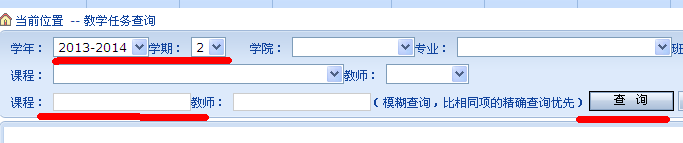 当前位置 -- 教学任务查询
学年： 2013-2014 学期： 2 学院： 专业： 班
课程： 教师：
课程： 教师： （模糊查询，比相同项的精确查询优先） 查 询